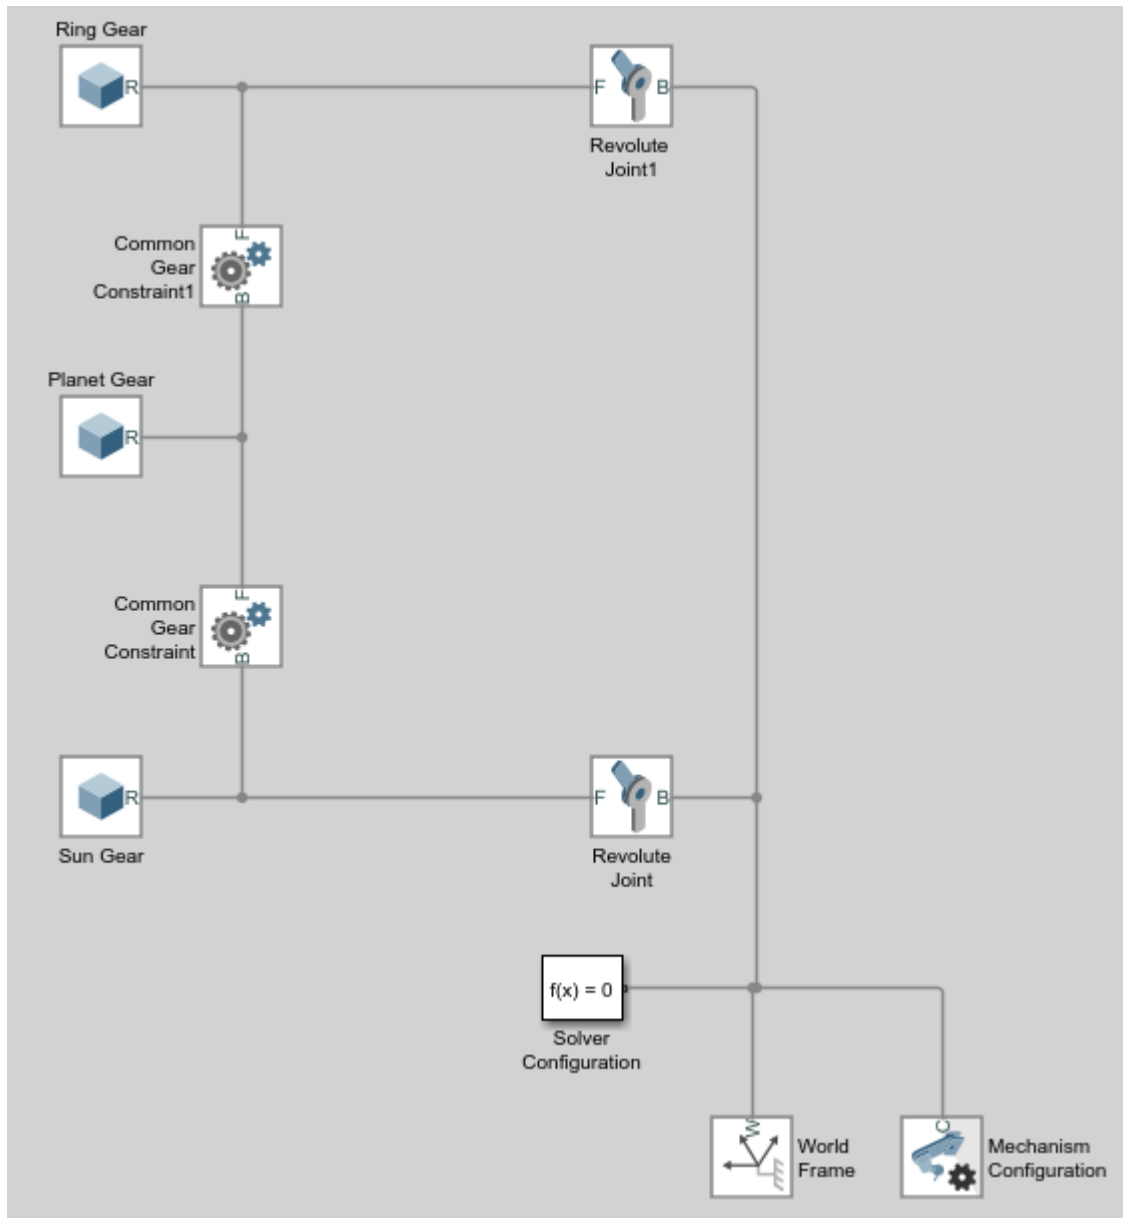 Ring Gear
R
F
B
Revolute
Joint1
F
Common
Gear
Constraint1
B
Planet Gear
R
F
Common
Gear
Constraint
B
R
F
B
Sun Gear
Revolute
Joint
f(x) = 0
Solver
Configuration
W
C
World
Frame
Mechanism
Configuration